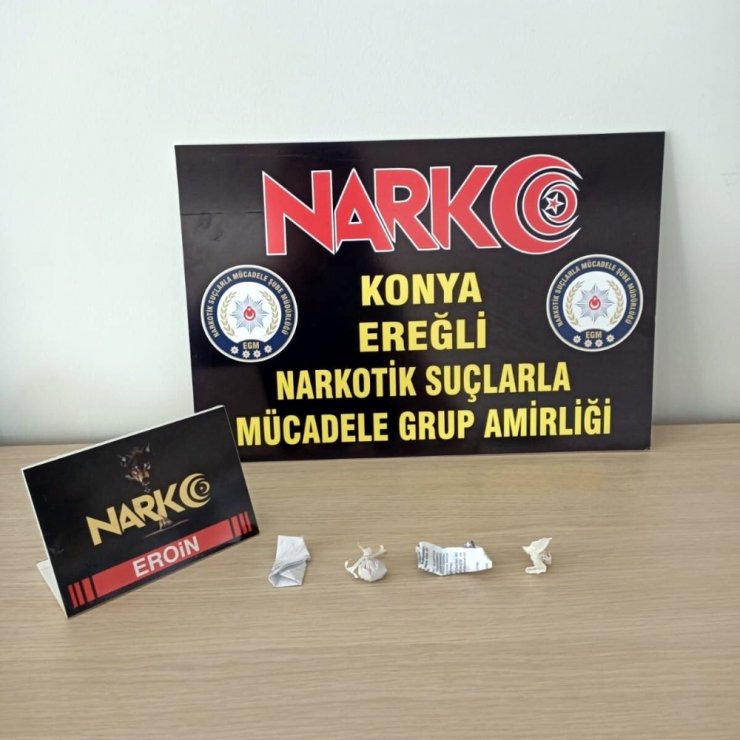 NARKO
KONYA
EREĞLİ
NARKOTİK SUÇLARLA
MÜCADELE GRUP AMİRLİĞİ
NARKOTİK SUÇLARLA MÜCADELE ŞUBE MÜDÜRLÜĞÜ
EGM
NARKOTİK SUÇLARLA MÜCADELE ŞUBE MÜDÜRLÜĞÜ
EGM
NARKO
EROİN